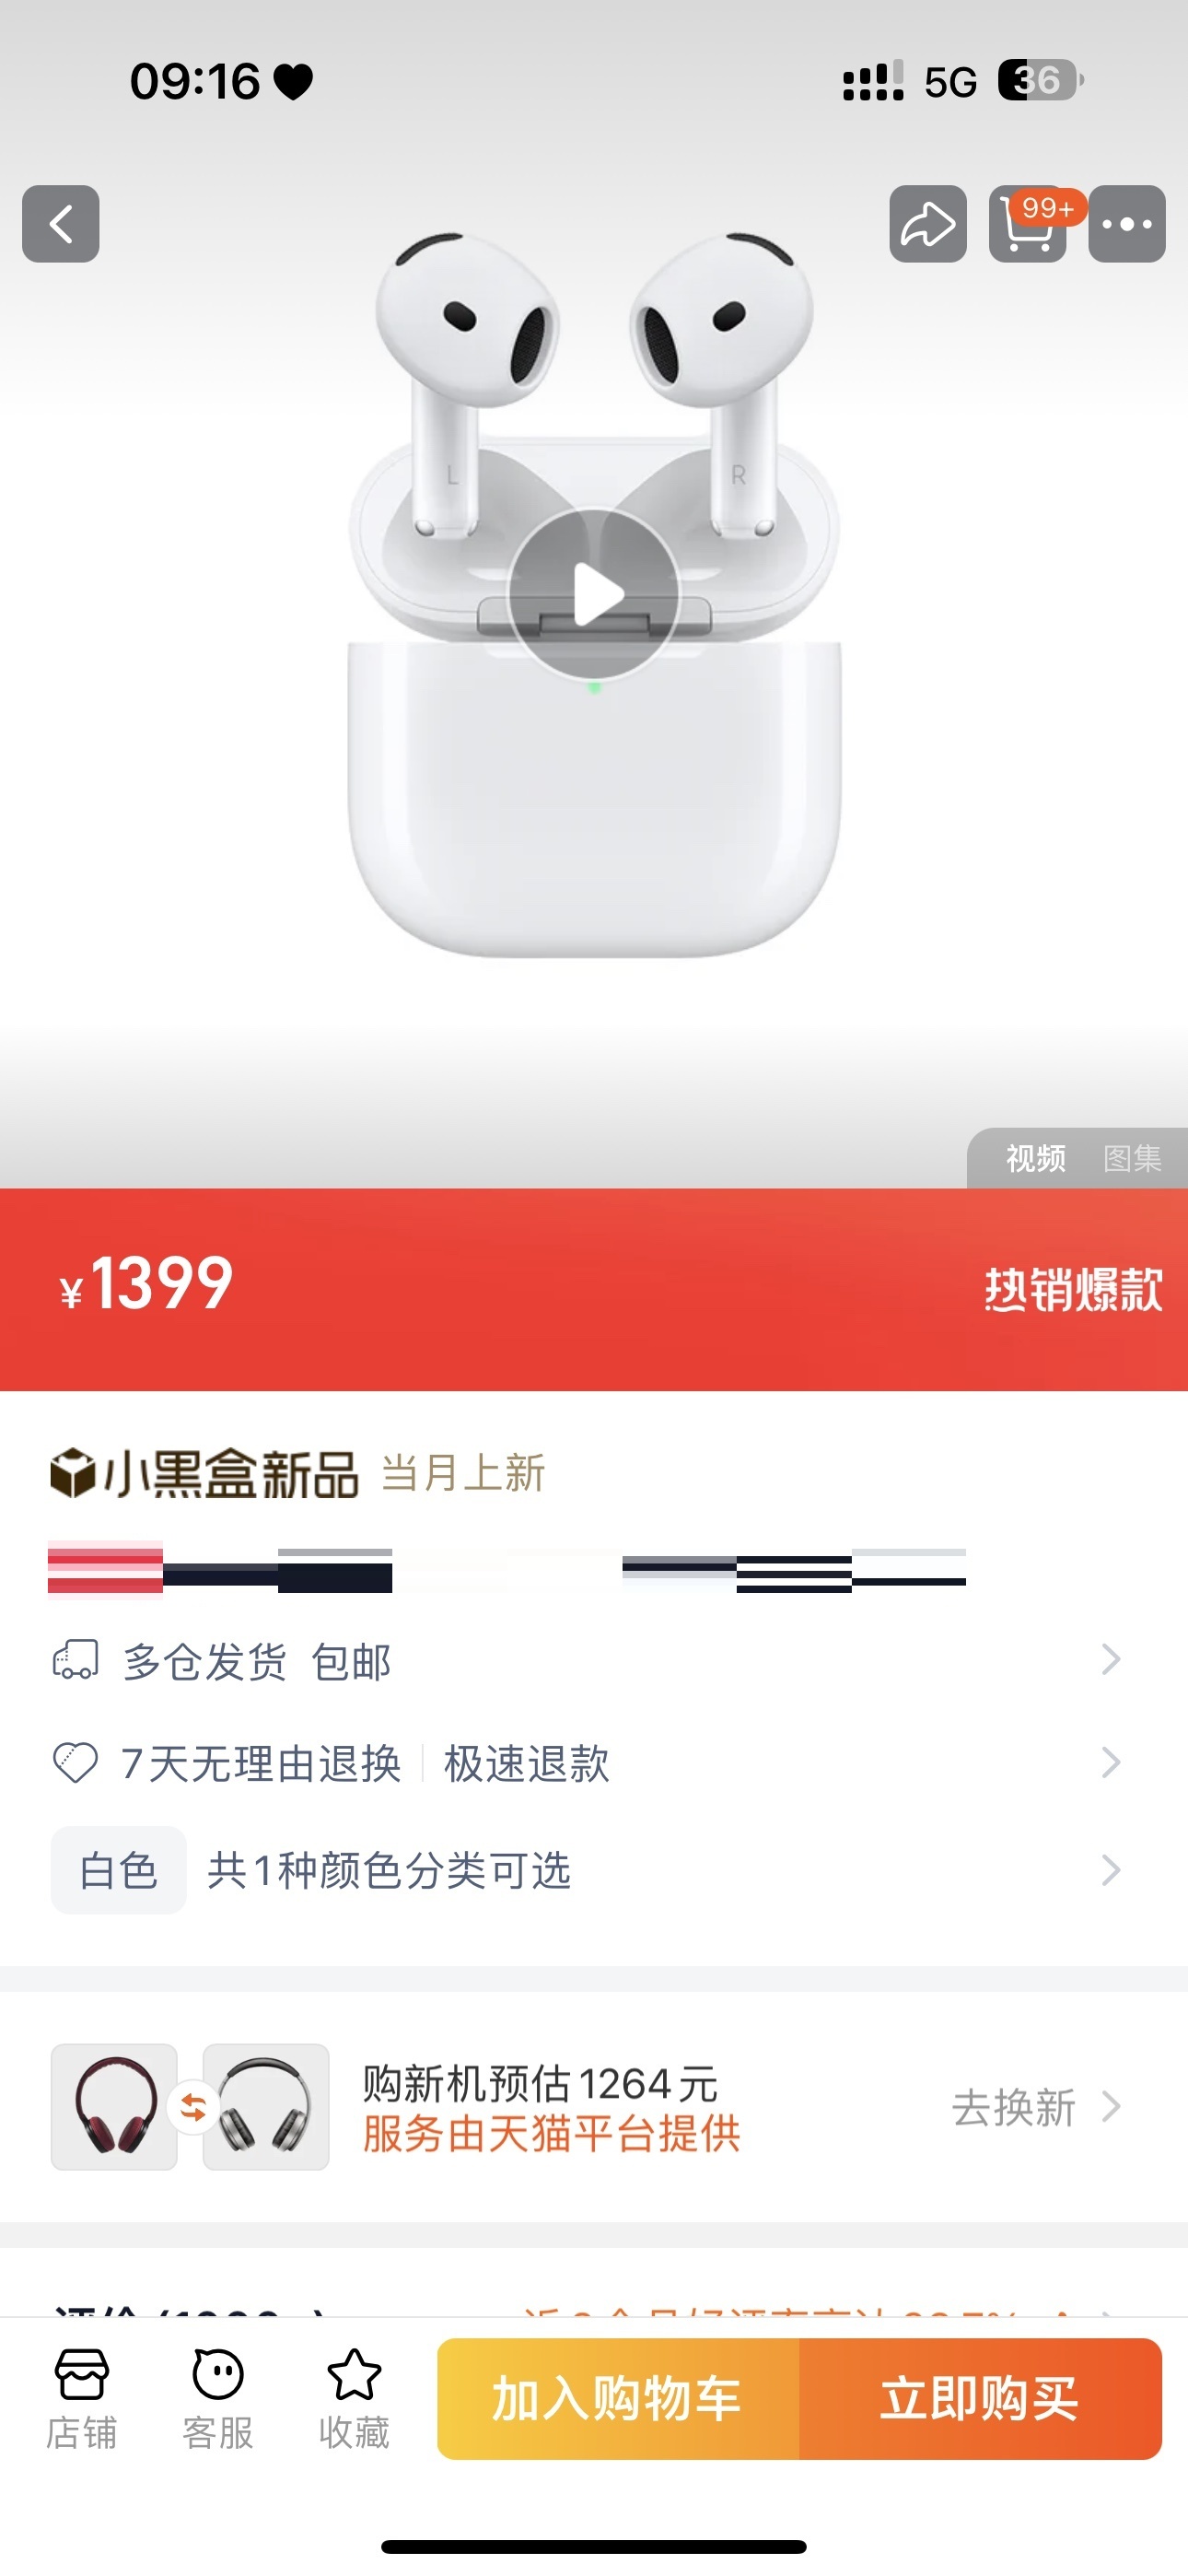 09:16
5G 36
99+
L R
视频 图集
¥1399
热销爆款
小黑盒新品 当月上新
多仓发货 包邮
7天无理由退换 极速退款
白色 共1种颜色分类可选
购新机预估1264元
服务由天猫平台提供
去换新
加入购物车 立即购买
店铺 客服 收藏